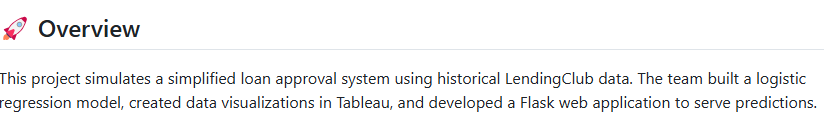 🚀 Overview
This project simulates a simplified loan approval system using historical LendingClub data. The team built a logistic
regression model, created data visualizations in Tableau, and developed a Flask web application to serve predictions.